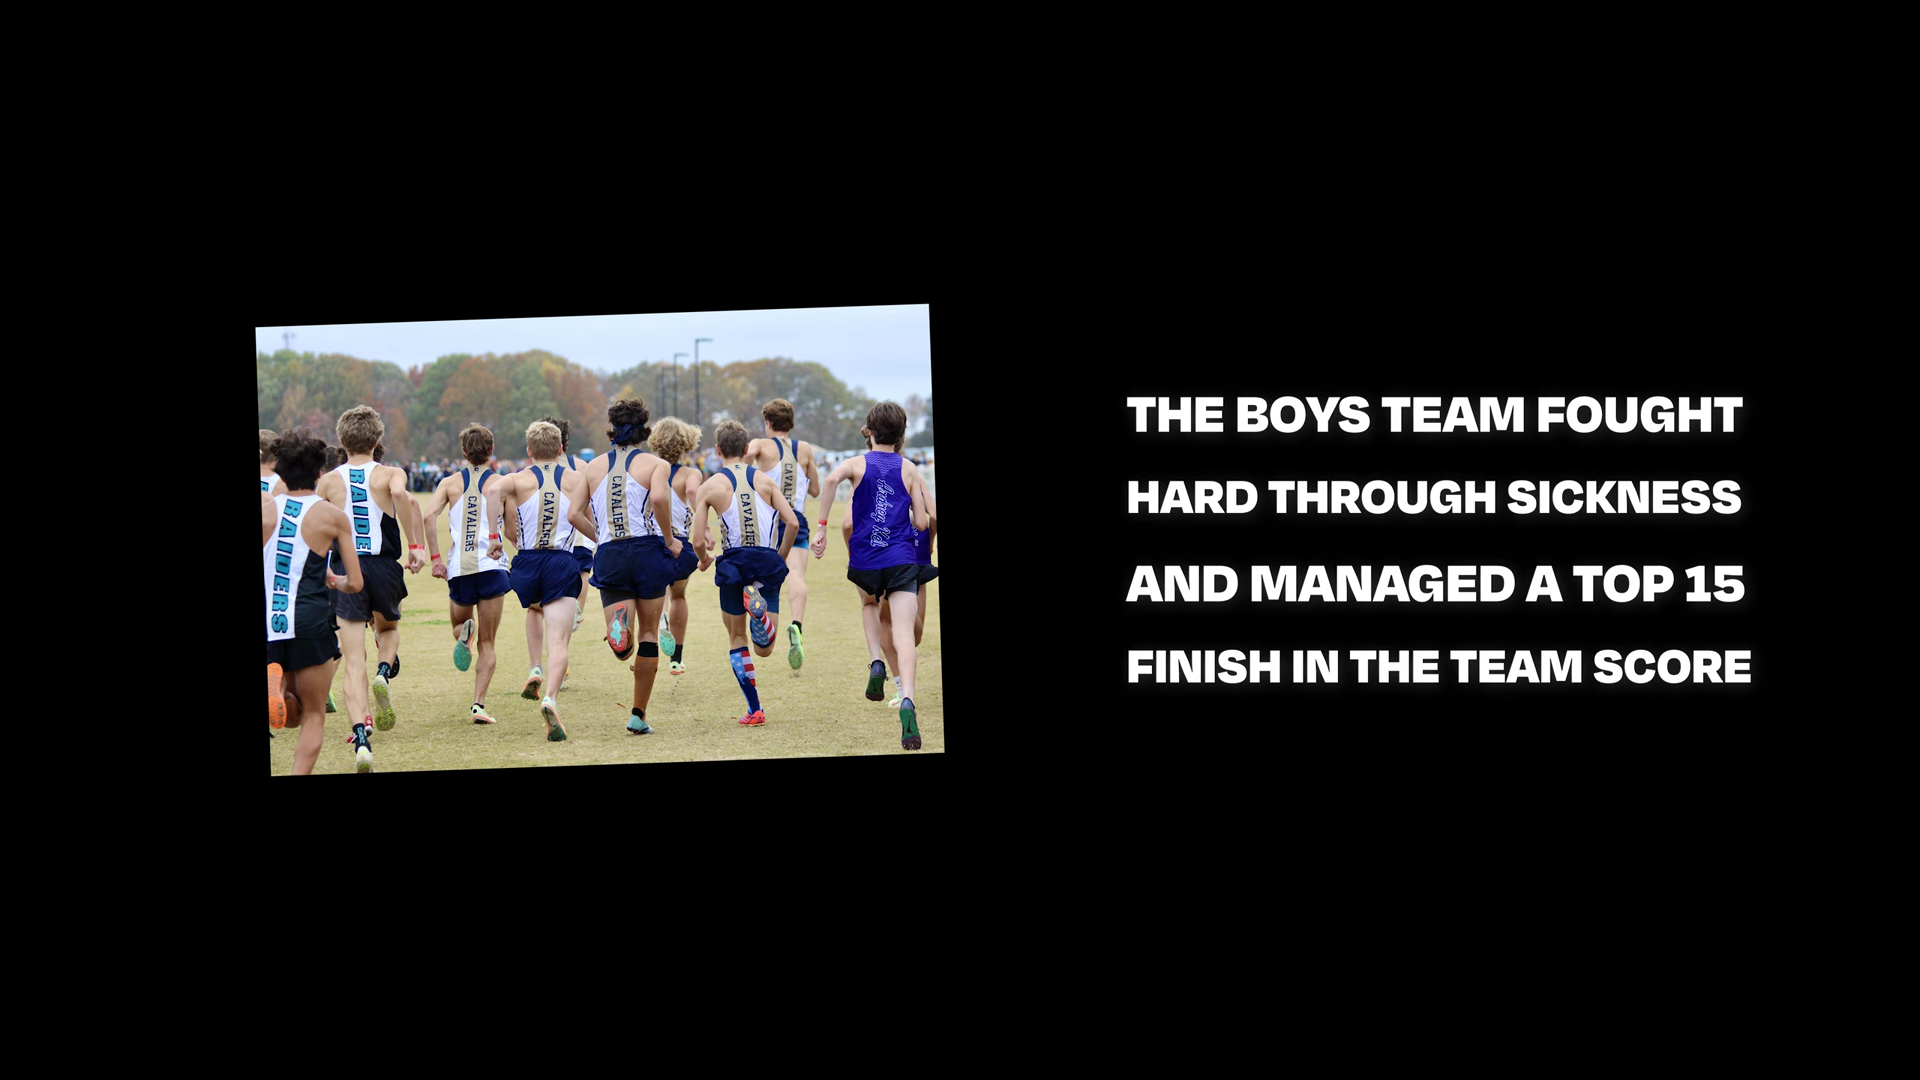 RAIDERS
RAIDE
CAVALIERS
CAVALIERS
CAVALIERS
THE BOYS TEAM FOUGHT
HARD THROUGH SICKNESS
AND MANAGED A TOP 15
FINISH IN THE TEAM SCORE